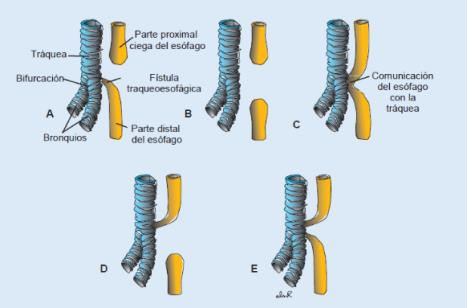 Parte proximal
ciega del esófago
Tráquea
Bifurcación
Fístula
traqueoesofágica
Comunicación
del esófago
con la
tráquea
A
B
C
Bronquios
Parte distal
del esófago
D
E